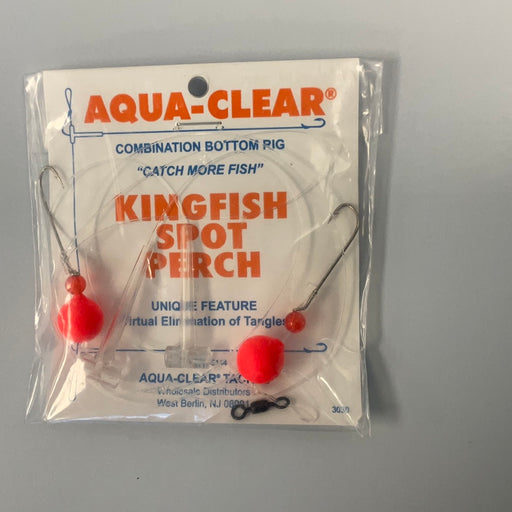 AQUA-CLEAR®
COMBINATION BOTTOM RIG
"CATCH MORE FISH"
KINGFISH
SPOT
PERCH
UNIQUE FEATURE
Virtual Elimination of Tangles
AQUA-CLEAR® TACK
Wholesale Distributors
West Berlin, NJ